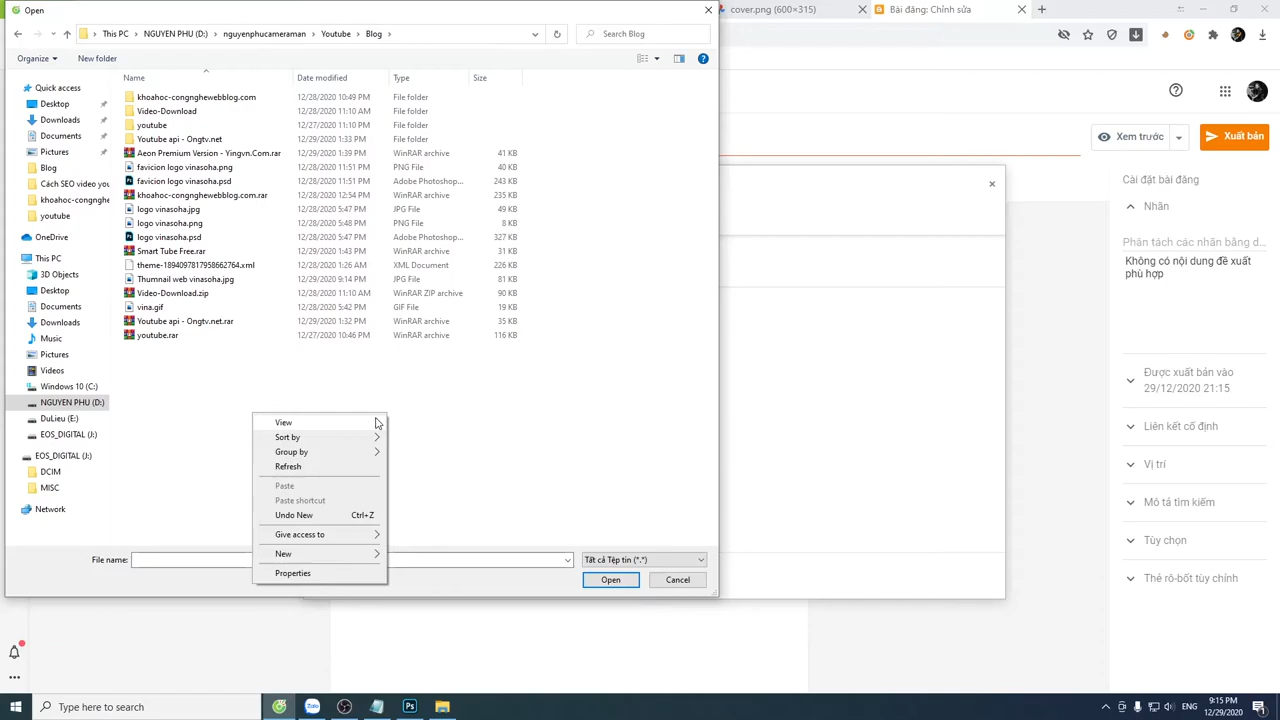 Open
cover.png (600×315)
Bài đăng: Chỉnh sửa
This PC
NGUYEN PHU (D:)
nguyenphucameraman
Youtube
Blog
Search Blog
Organize
New folder
Name
Date modified
Type
Size
Quick access
Desktop
Downloads
Documents
Pictures
Blog
Cách SEO video you
khoahoc-congnghe
youtube
OneDrive
This PC
3D Objects
Desktop
Documents
Downloads
Music
Pictures
Videos
Windows 10 (C:)
NGUYEN PHU (D:)
DuLieu (E:)
EOS_DIGITAL (J:)
EOS_DIGITAL (J:)
DCIM
MISC
Network
khoahoc-congnghewebblog.com 12/28/2020 10:49 PM File folder
Video-Download 12/28/2020 11:10 AM File folder
youtube 12/27/2020 11:10 PM File folder
Youtube api - Ongtv.net 12/29/2020 1:33 PM File folder
Aeon Premium Version - Yingvn.Com.rar 12/29/2020 1:39 PM WinRAR archive 41 KB
favicion logo vinasoha.png 12/28/2020 11:51 PM PNG File 40 KB
favicion logo vinasoha.psd 12/28/2020 11:51 PM Adobe Photoshop... 243 KB
khoahoc-congnghewebblog.com.rar 12/28/2020 12:54 PM WinRAR archive 235 KB
logo vinasoha.jpg 12/28/2020 5:47 PM JPG File 49 KB
logo vinasoha.png 12/28/2020 5:47 PM PNG File 8 KB
logo vinasoha.psd 12/28/2020 5:47 PM Adobe Photoshop... 327 KB
Smart Tube Free.rar 12/29/2020 1:43 PM WinRAR archive 31 KB
theme-1894097817958662764.xml 12/28/2020 1:26 AM XML Document 226 KB
Thumnail web vinasoha.jpg 12/29/2020 9:14 PM JPG File 81 KB
Video-Download.zip 12/28/2020 11:10 AM WinRAR ZIP archive 90 KB
vina.gif 12/28/2020 5:42 PM GIF File 19 KB
Youtube api - Ongtv.net.rar 12/29/2020 1:32 PM WinRAR archive 35 KB
youtube.rar 12/27/2020 10:46 PM WinRAR archive 116 KB
View
Sort by
Group by
Refresh
Paste
Paste shortcut
Undo New Ctrl+Z
Give access to
New
Properties
File name:
Tất cả Tệp tin (*.*)
Open
Cancel
Xem trước
Xuất bản
Cài đặt bài đăng
Nhãn
Phân tách các nhãn bằng d...
Không có nội dung đề xuất
phù hợp
Được xuất bản vào
29/12/2020 21:15
Liên kết cố định
Vị trí
Mô tả tìm kiếm
Tùy chọn
Thẻ rô-bốt tùy chỉnh
Type here to search
Zalo
Ps
ENG
9:15 PM
12/29/2020
1